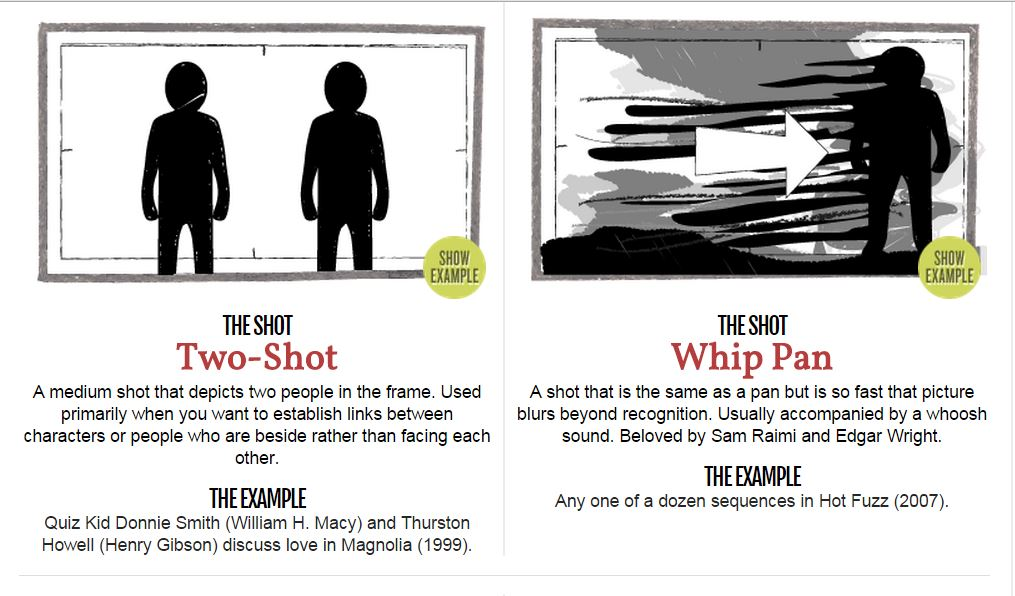 SHOW
EXAMPLE
THE SHOT
Two-Shot
A medium shot that depicts two people in the frame. Used
primarily when you want to establish links between
characters or people who are beside rather than facing each
other.
THE EXAMPLE
Quiz Kid Donnie Smith (William H. Macy) and Thurston
Howell (Henry Gibson) discuss love in Magnolia (1999).
SHOW
EXAMPLE
THE SHOT
Whip Pan
A shot that is the same as a pan but is so fast that picture
blurs beyond recognition. Usually accompanied by a whoosh
sound. Beloved by Sam Raimi and Edgar Wright.
THE EXAMPLE
Any one of a dozen sequences in Hot Fuzz (2007).